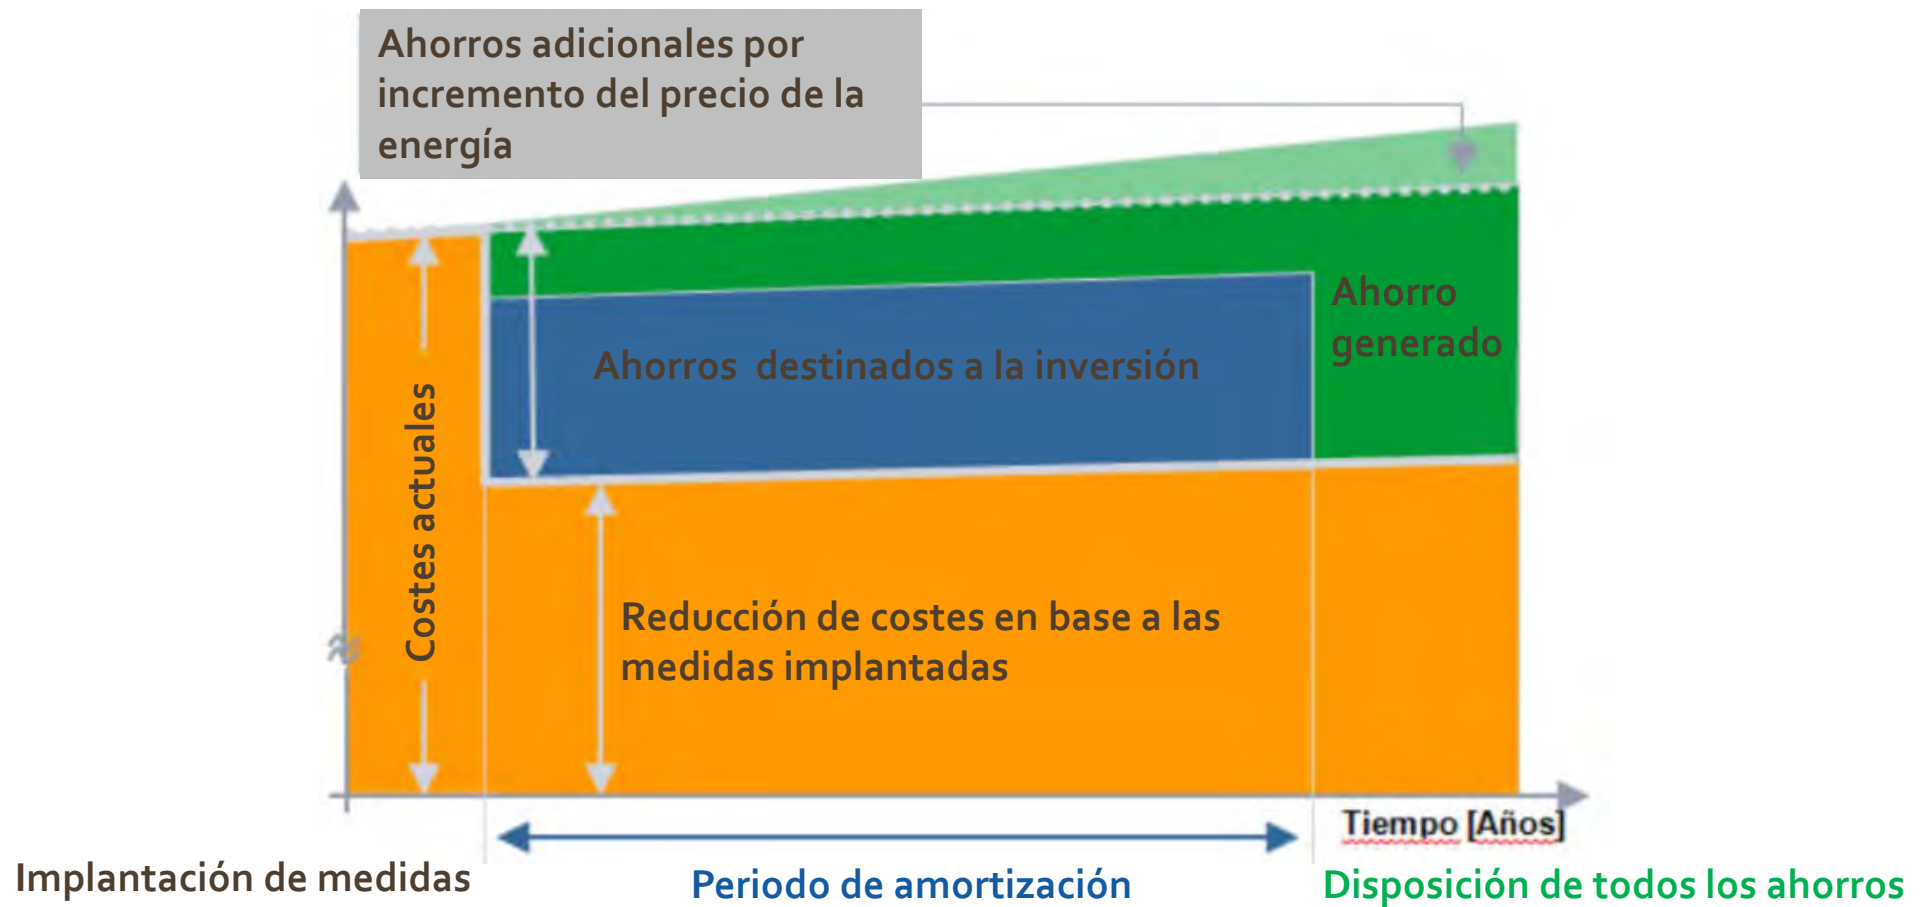 Ahorros adicionales por
incremento del precio de la
energía
Ahorro
generado
Ahorros destinados a la inversión
Costes actuales
Reducción de costes en base a las
medidas implantadas
Tiempo [Años]
Implantación de medidas
Periodo de amortización
Disposición de todos los ahorros